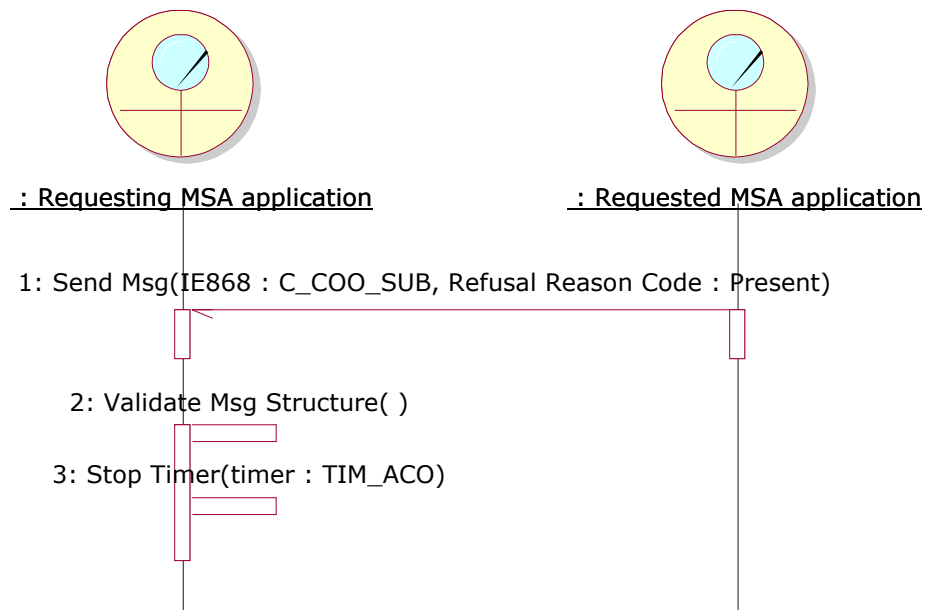 : Requesting MSA application
: Requested MSA application
1: Send Msg(IE868 : C_COO_SUB, Refusal Reason Code : Present)
2: Validate Msg Structure( )
3: Stop Timer(timer : TIM_ACO)